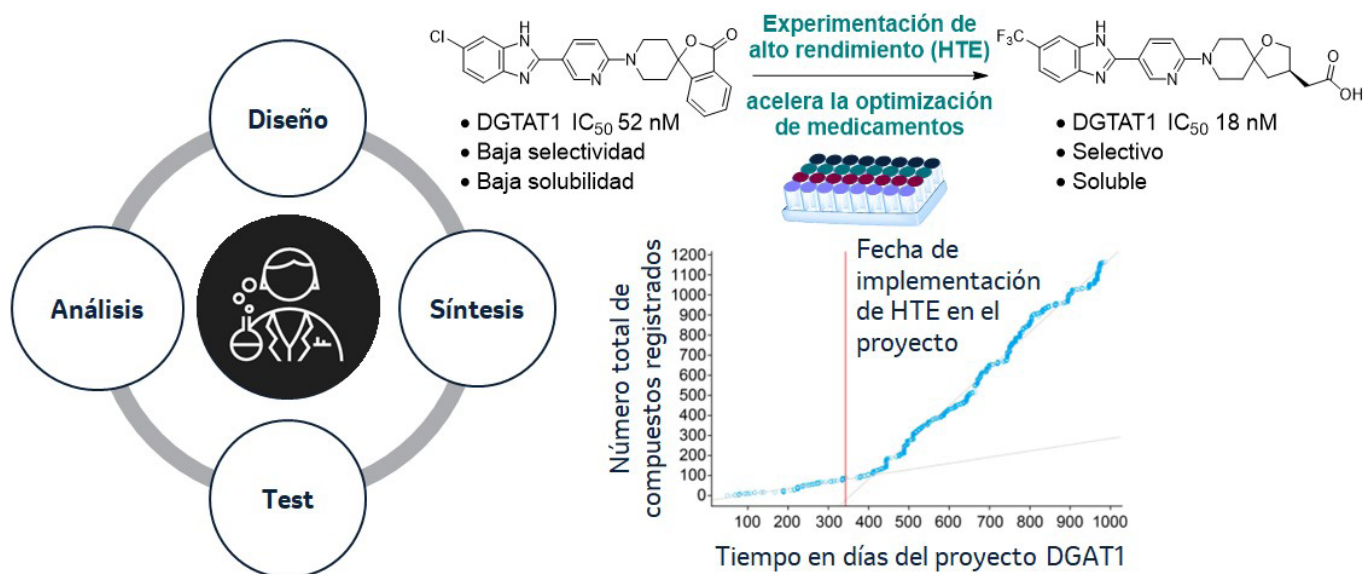 Diseño
Síntesis
Test
Análisis
Cl
H
N
N
N
N
O
O
• DGTAT1 IC50 52 nM
• Baja selectividad
• Baja solubilidad
Experimentación de
alto rendimiento (HTE)
acelera la optimización
de medicamentos
F3C
H
N
N
N
N
O
O
OH
• DGTAT1 IC50 18 nM
• Selectivo
• Soluble
Número total de
compuestos registrados
1200
1100
1000
900
800
700
600
500
400
300
200
100
0
Fecha de
implementación
de HTE en el
proyecto
100 200 300 400 500 600 700 800 900 1000
Tiempo en días del proyecto DGAT1